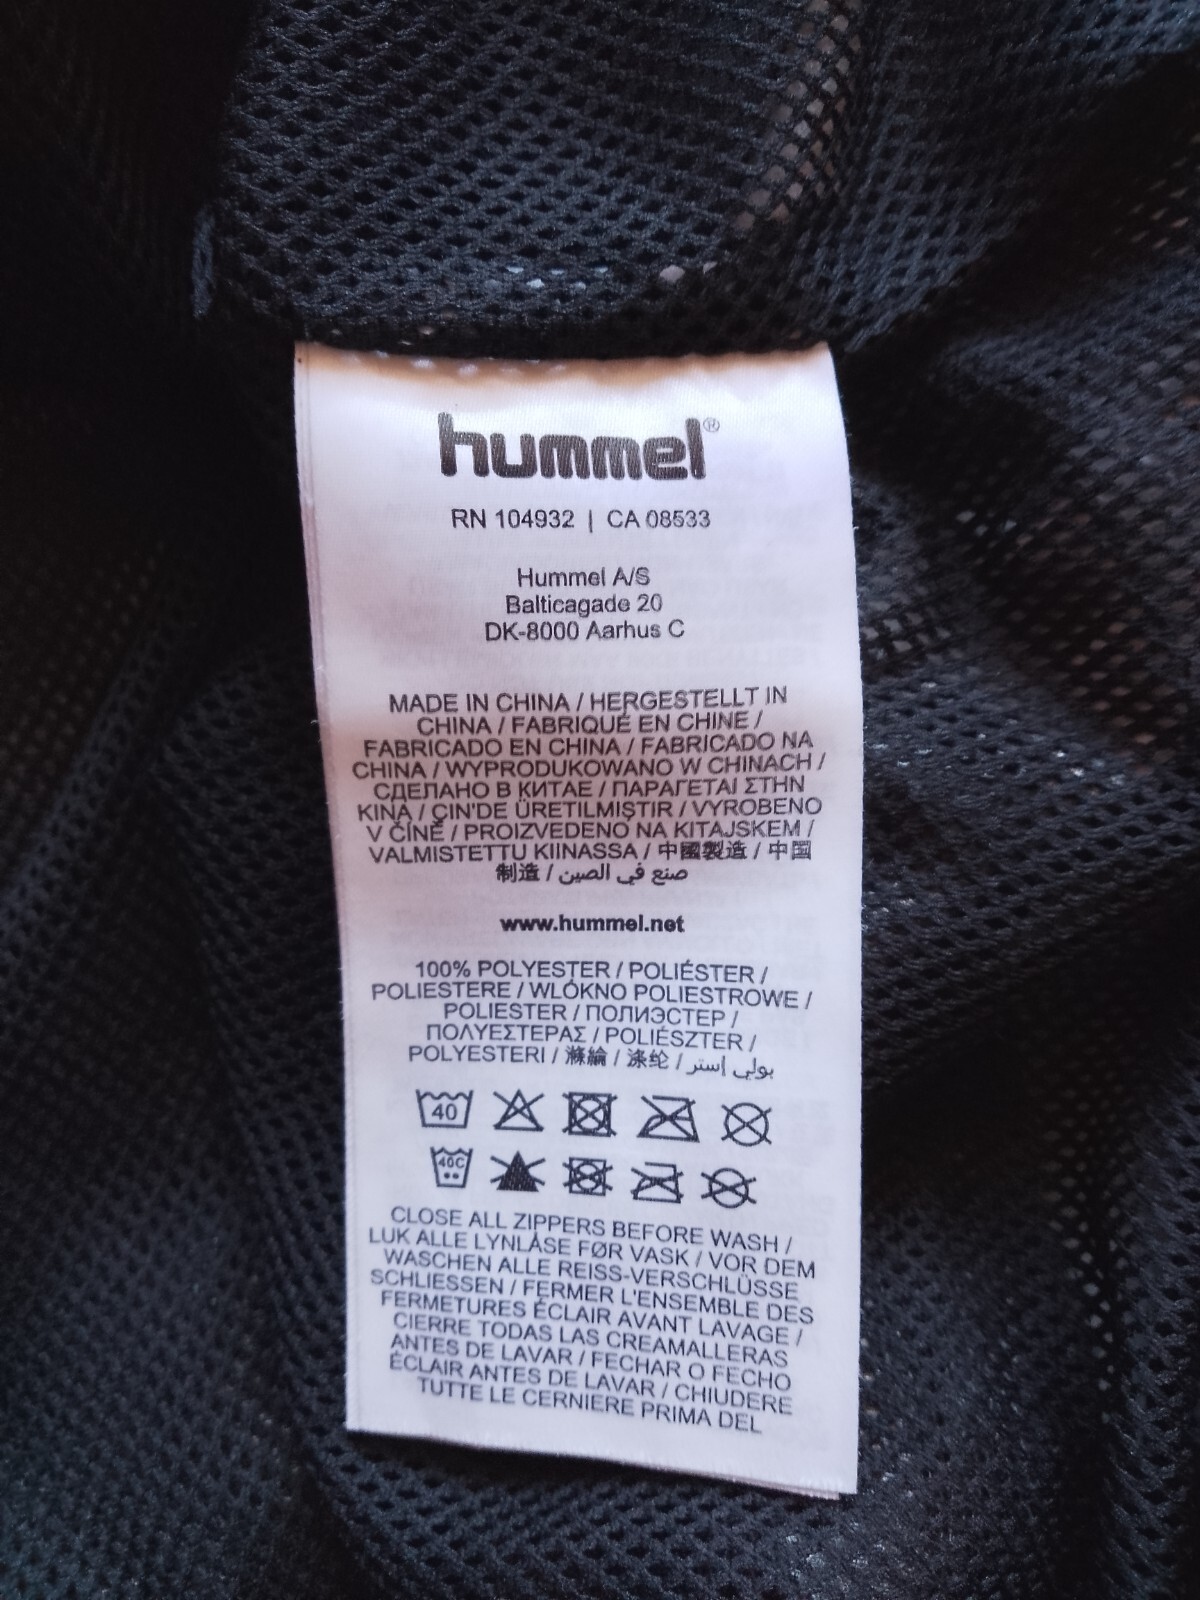 hummel®
RN 104932 | CA 08533
Hummel A/S
Balticagade 20
DK-8000 Aarhus C
MADE IN CHINA / HERGESTELLT IN
CHINA / FABRIQUÉ EN CHINE /
FABRICADO EN CHINA / FABRICADO NA
CHINA / WYPRODUKOWANO W CHINACH /
СДЕЛАНО В КИТАЕ / ΠΑΡΑΓΕΤΑΙ ΣΤΗΝ
ΚΙΝΑ / ÇIN'DE ÜRETILMIŞTIR / VYROBENO
V ČÍNĚ / PROIZVEDENO NA KITAJSKEM /
VALMISTETTU KIINASSA / 中國製造 / 中国
制造 / صنع في الصين
www.hummel.net
100% POLYESTER / POLIÉSTER /
POLIESTERE / WLÓKNO POLIESTROWE /
POLIESTER / ПОЛИЭСТЕР /
ΠΟΛΥΕΣΤΕΡΑΣ / POLIÉSZTER /
POLYESTERI / 滌綸 / 涤纶 / بولي إستر
40
40C
CLOSE ALL ZIPPERS BEFORE WASH /
LUK ALLE LYNLÅSE FØR VASK / VOR DEM
WASCHEN ALLE REISS-VERSCHLÜSSE
SCHLIESSEN / FERMER L'ENSEMBLE DES
FERMETURES ÉCLAIR AVANT LAVAGE /
CIERRE TODAS LAS CREAMALLERAS
ANTES DE LAVAR / FECHAR O FECHO
ÉCLAIR ANTES DE LAVAR / CHIUDERE
TUTTE LE CERNIERE PRIMA DEL